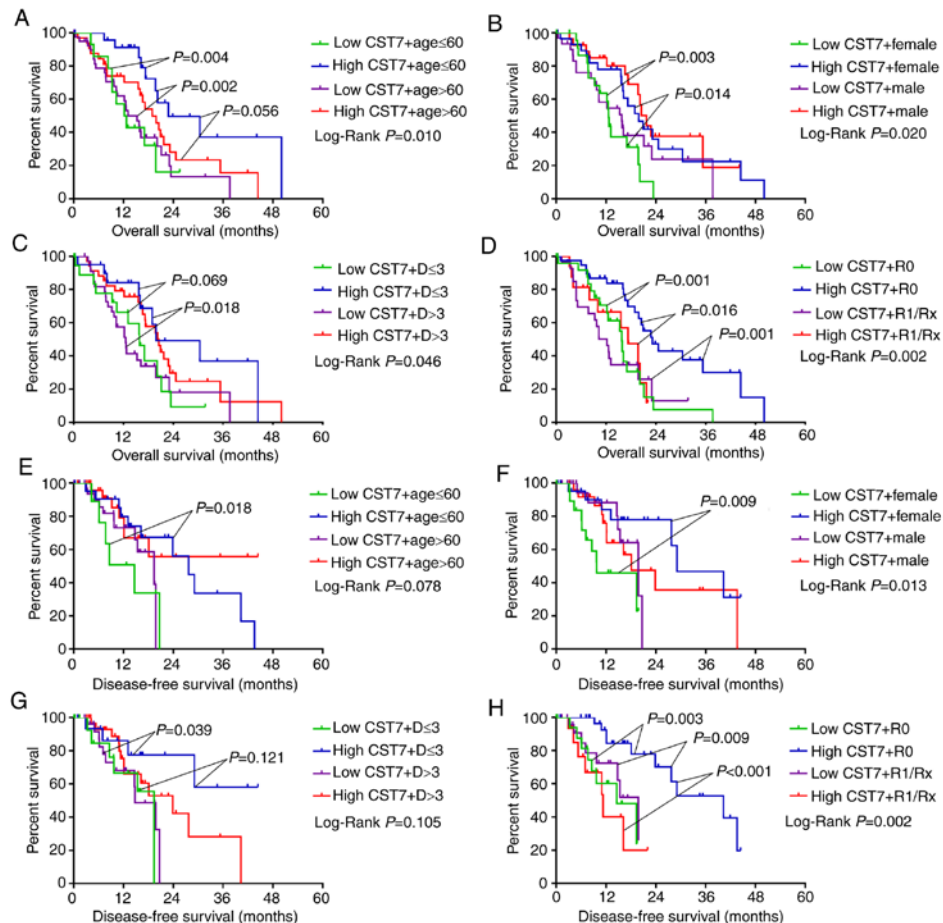 A
Percent survival
100
80
60
40
20
0
0 12 24 36 48 60
Overall survival (months)
P=0.004
P=0.002
P=0.056
Low CST7+age≤60
High CST7+age≤60
Low CST7+age>60
High CST7+age>60
Log-Rank P=0.010
B
Percent survival
100
80
60
40
20
0
0 12 24 36 48 60
Overall survival (months)
P=0.003
P=0.014
Low CST7+female
High CST7+female
Low CST7+male
High CST7+male
Log-Rank P=0.020
C
Percent survival
100
80
60
40
20
0
0 12 24 36 48 60
Overall survival (months)
P=0.069
P=0.018
Low CST7+D≤3
High CST7+D≤3
Low CST7+D>3
High CST7+D>3
Log-Rank P=0.046
D
Percent survival
100
80
60
40
20
0
0 12 24 36 48 60
Overall survival (months)
P=0.001
P=0.016
P=0.001
Low CST7+R0
High CST7+R0
Low CST7+R1/Rx
High CST7+R1/Rx
Log-Rank P=0.002
E
Percent survival
100
80
60
40
20
0
0 12 24 36 48 60
Disease-free survival (months)
P=0.018
Low CST7+age≤60
High CST7+age≤60
Low CST7+age>60
High CST7+age>60
Log-Rank P=0.078
F
Percent survival
100
80
60
40
20
0
0 12 24 36 48 60
Disease-free survival (months)
P=0.009
Low CST7+female
High CST7+female
Low CST7+male
High CST7+male
Log-Rank P=0.013
G
Percent survival
100
80
60
40
20
0
0 12 24 36 48 60
Disease-free survival (months)
P=0.039
P=0.121
Low CST7+D≤3
High CST7+D≤3
Low CST7+D>3
High CST7+D>3
Log-Rank P=0.105
H
Percent survival
100
80
60
40
20
0
0 12 24 36 48 60
Disease-free survival (months)
P=0.003
P=0.009
P<0.001
Low CST7+R0
High CST7+R0
Low CST7+R1/Rx
High CST7+R1/Rx
Log-Rank P=0.002